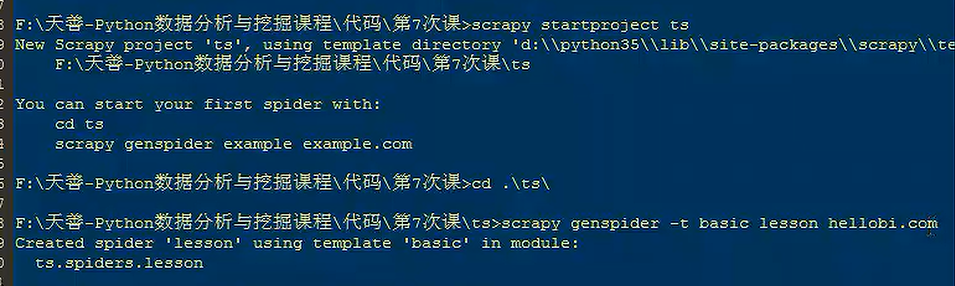 F:\天善-Python数据分析与挖掘课程\代码\第7次课>scrapy startproject ts
New Scrapy project 'ts', using template directory 'd:\\python35\\lib\\site-packages\\scrapy\\te
F:\天善-Python数据分析与挖掘课程\代码\第7次课\ts
You can start your first spider with:
cd ts
scrapy genspider example example.com
F:\天善-Python数据分析与挖掘课程\代码\第7次课>cd .\ts\
F:\天善-Python数据分析与挖掘课程\代码\第7次课\ts>scrapy genspider -t basic lesson hellobi.com
Created spider 'lesson' using template 'basic' in module:
ts.spiders.lesson